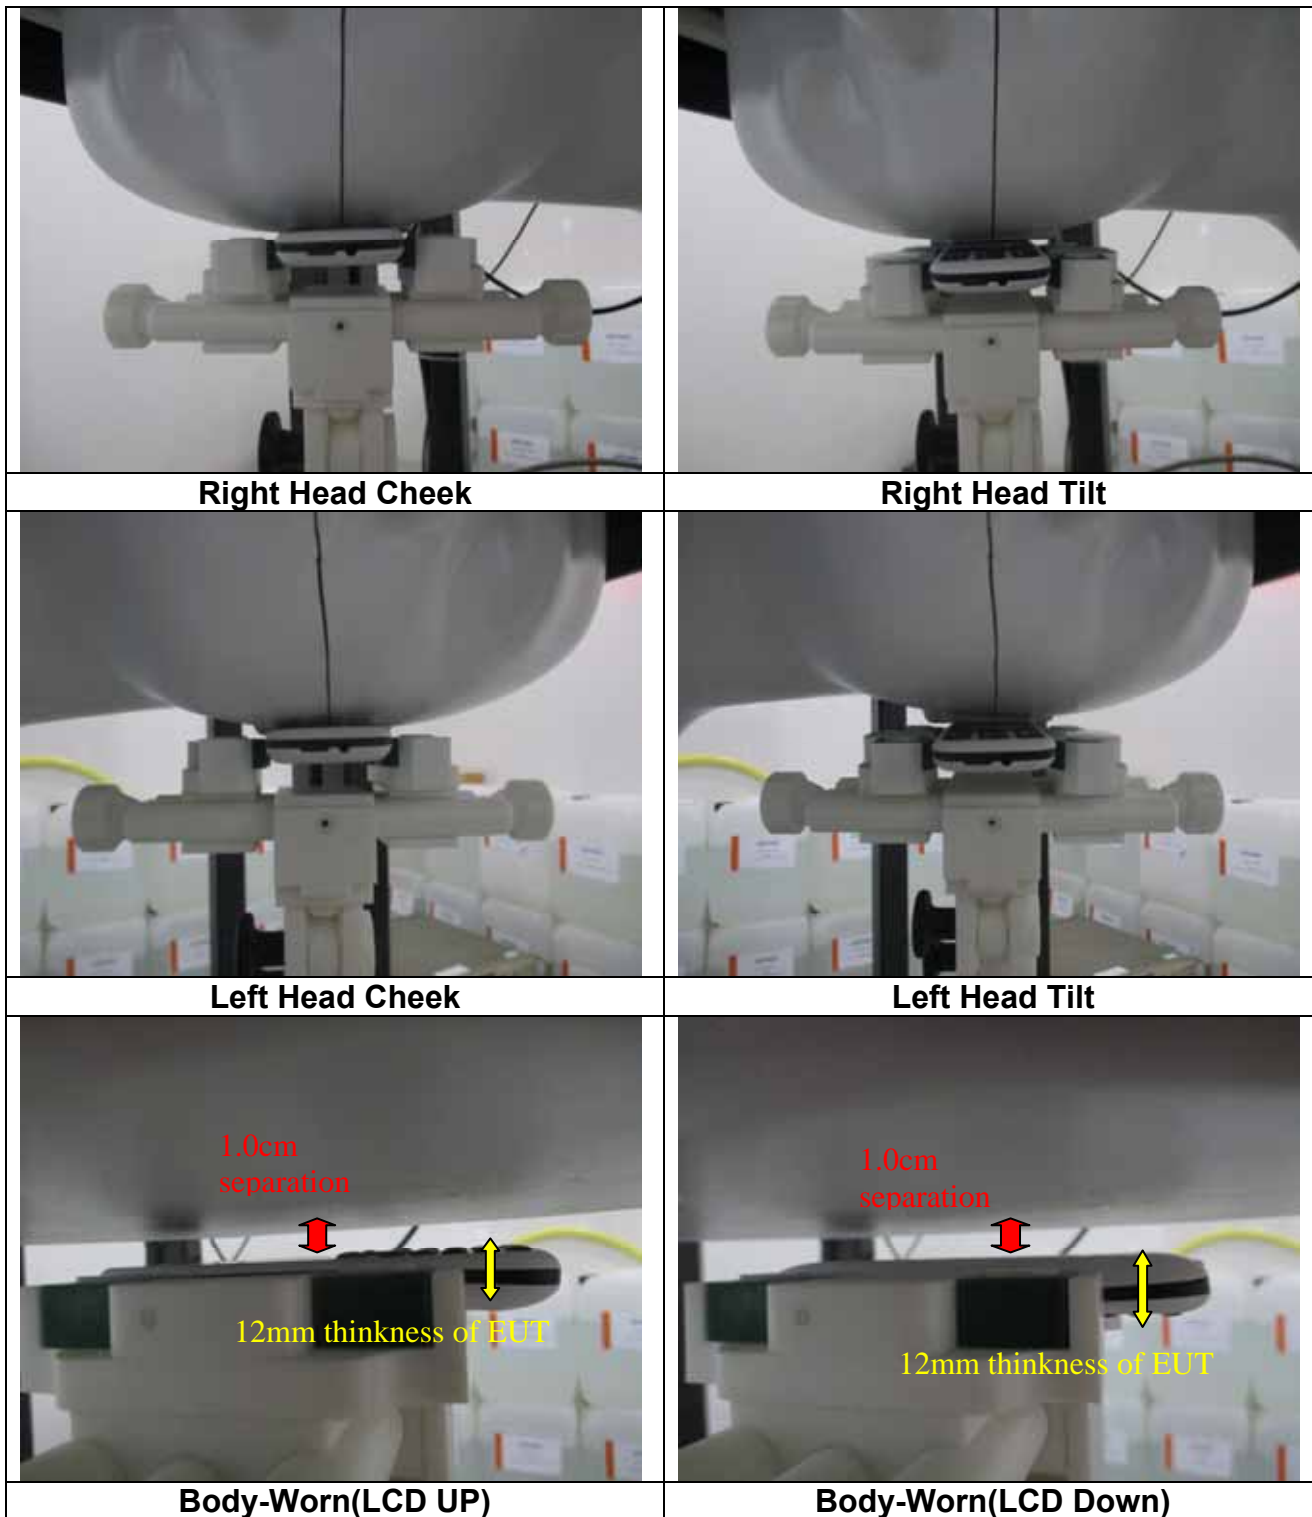 Right Head Cheek
Right Head Tilt
Left Head Cheek
Left Head Tilt
1.0cm
separation
12mm thinkness of EUT
1.0cm
separation
12mm thinkness of EUT
Body-Worn(LCD UP)
Body-Worn(LCD Down)